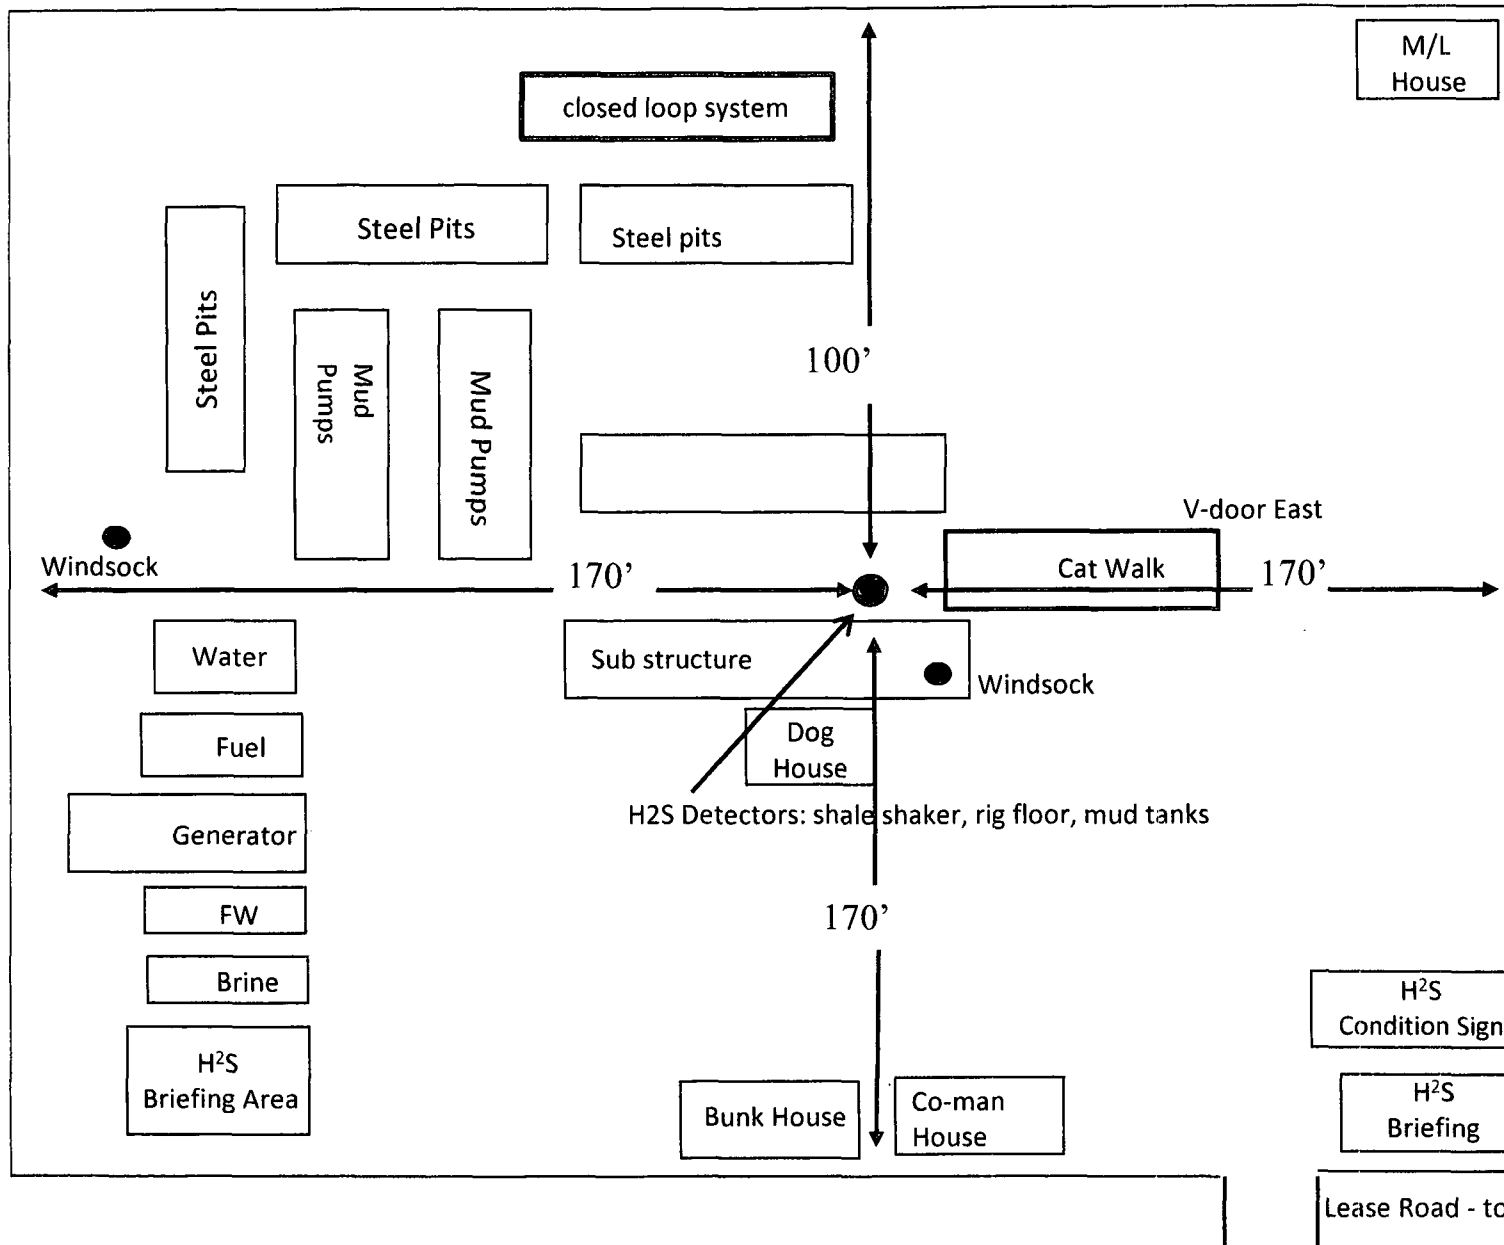 M/L
House
closed loop system
Steel Pits
Steel pits
Steel Pits
Mud
Pumps
Mud Pumps
100’
V-door East
Windsock
170’
Cat Walk
170’
Water
Sub structure
Windsock
Fuel
Dog
House
H2S Detectors: shale shaker, rig floor, mud tanks
Generator
FW
170’
Brine
H²S
Condition Sign
H²S
Briefing Area
Bunk House
Co-man
House
H²S
Briefing
Lease Road - to